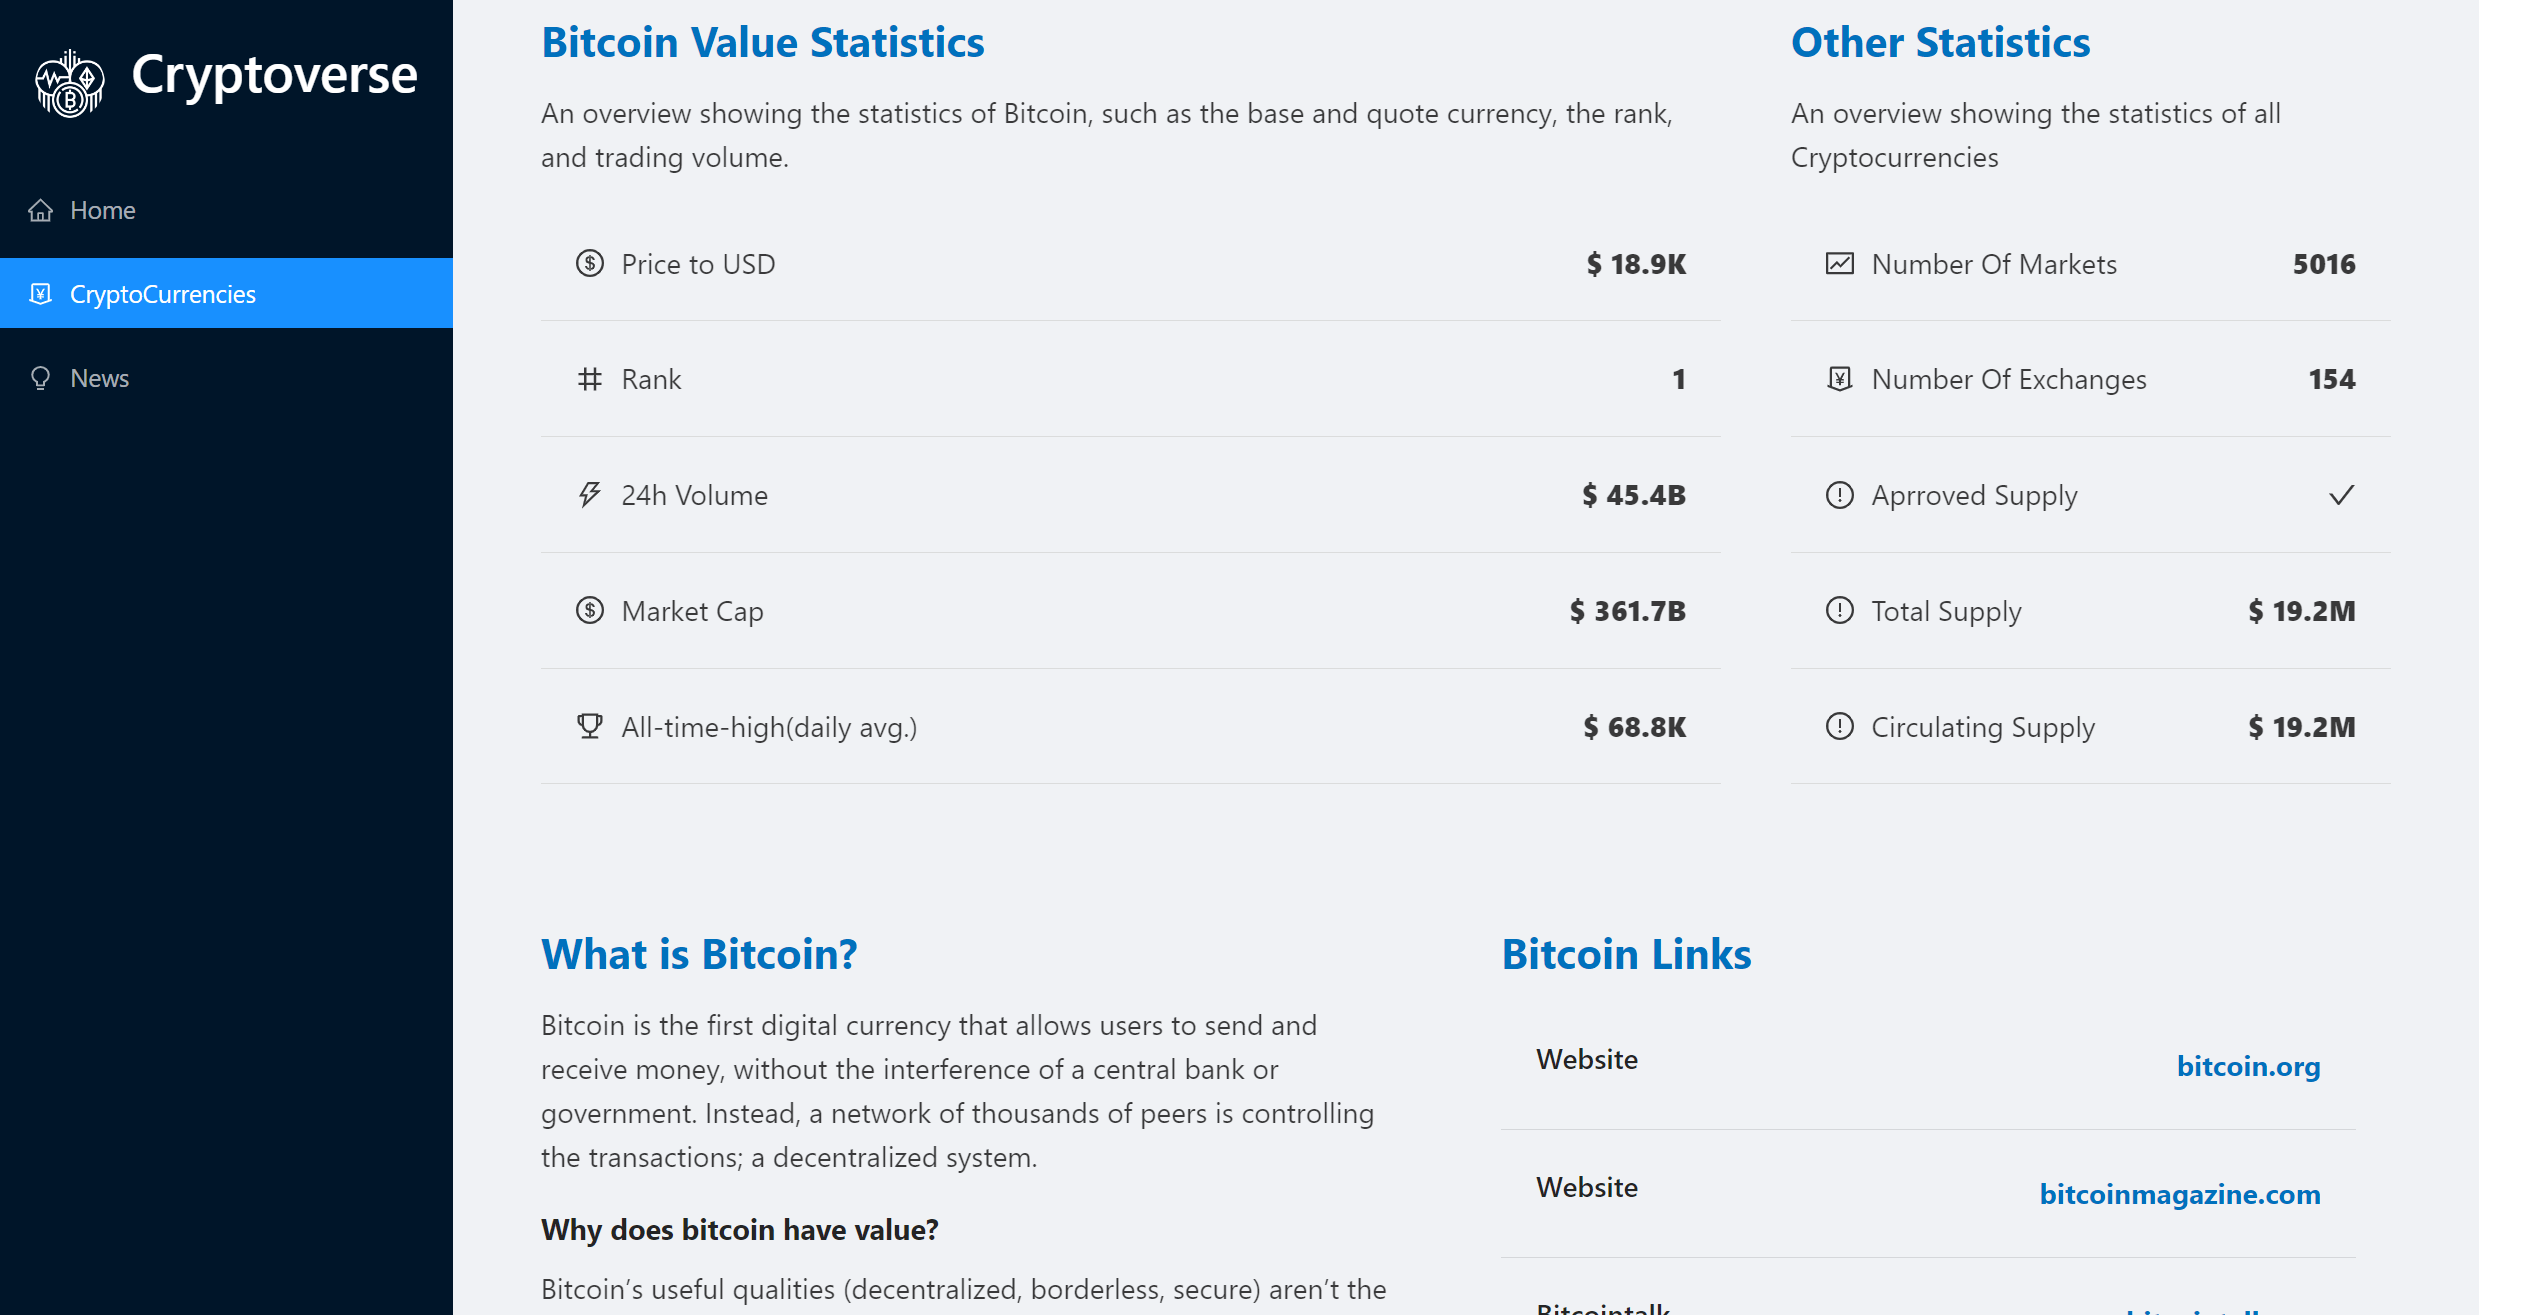 Cryptoverse
Home
CryptoCurrencies
News
Bitcoin Value Statistics
An overview showing the statistics of Bitcoin, such as the base and quote currency, the rank,
and trading volume.
Price to USD
$ 18.9K
Rank
1
24h Volume
$ 45.4B
Market Cap
$ 361.7B
All-time-high(daily avg.)
$ 68.8K
Other Statistics
An overview showing the statistics of all
Cryptocurrencies
Number Of Markets
5016
Number Of Exchanges
154
Aprroved Supply
Total Supply
$ 19.2M
Circulating Supply
$ 19.2M
What is Bitcoin?
Bitcoin is the first digital currency that allows users to send and
receive money, without the interference of a central bank or
government. Instead, a network of thousands of peers is controlling
the transactions; a decentralized system.
Why does bitcoin have value?
Bitcoin’s useful qualities (decentralized, borderless, secure) aren’t the
Bitcoin Links
Website
bitcoin.org
Website
bitcoinmagazine.com
Bitcointalk